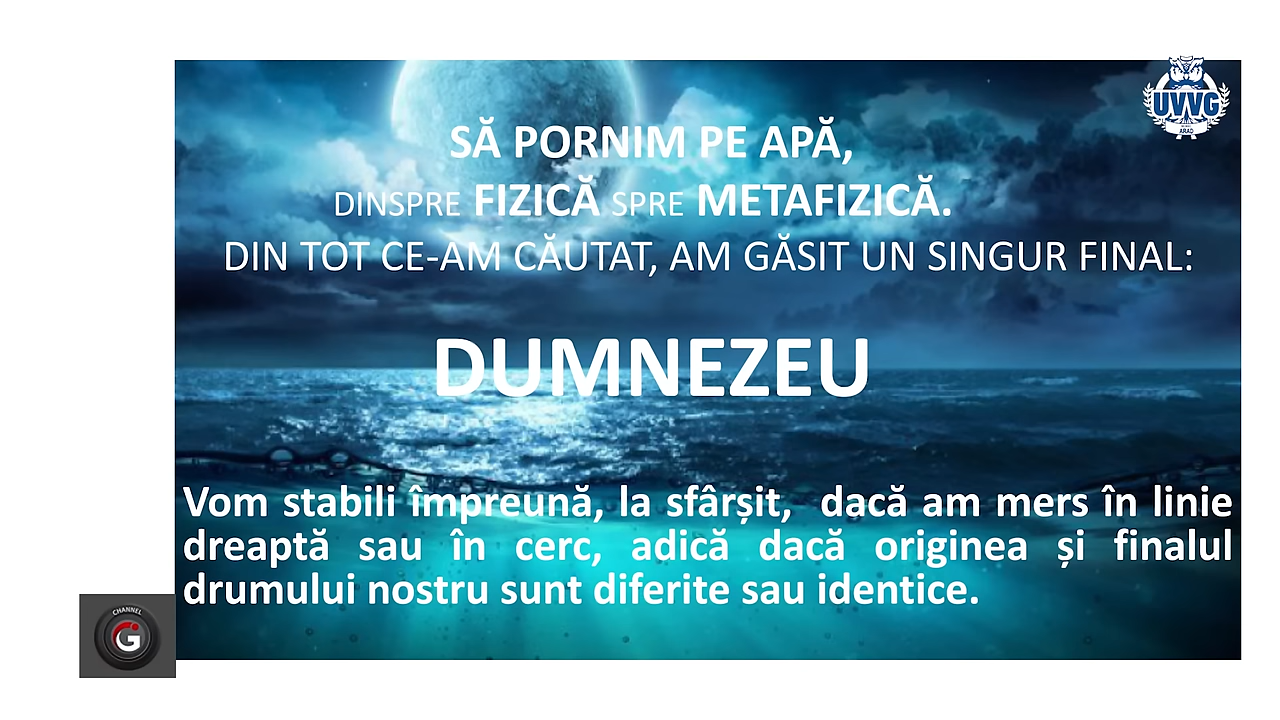 UVVG
ARAD
SĂ PORNIM PE APĂ,
DINSPRE FIZICĂ SPRE METAFIZICĂ.
DIN TOT CE-AM CĂUTAT, AM GĂSIT UN SINGUR FINAL:
DUMNEZEU
Vom stabili împreună, la sfârșit, dacă am mers în linie
dreaptă sau în cerc, adică dacă originea și finalul
drumului nostru sunt diferite sau identice.
CHANNEL
G